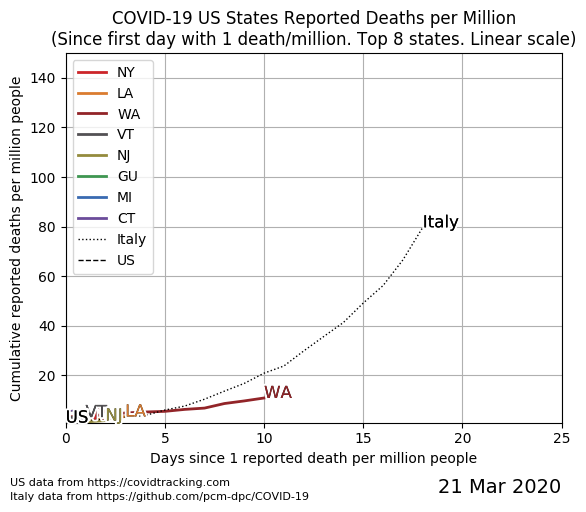 COVID-19 US States Reported Deaths per Million
(Since first day with 1 death/million. Top 8 states. Linear scale)
Cumulative reported deaths per million people
140
120
100
80
60
40
20
NY
LA
WA
VT
NJ
GU
MI
CT
Italy
US
Italy
WA
US
VT
NJ
LA
0
5
10
15
20
25
Days since 1 reported death per million people
US data from https://covidtracking.com
Italy data from https://github.com/pcm-dpc/COVID-19
21 Mar 2020